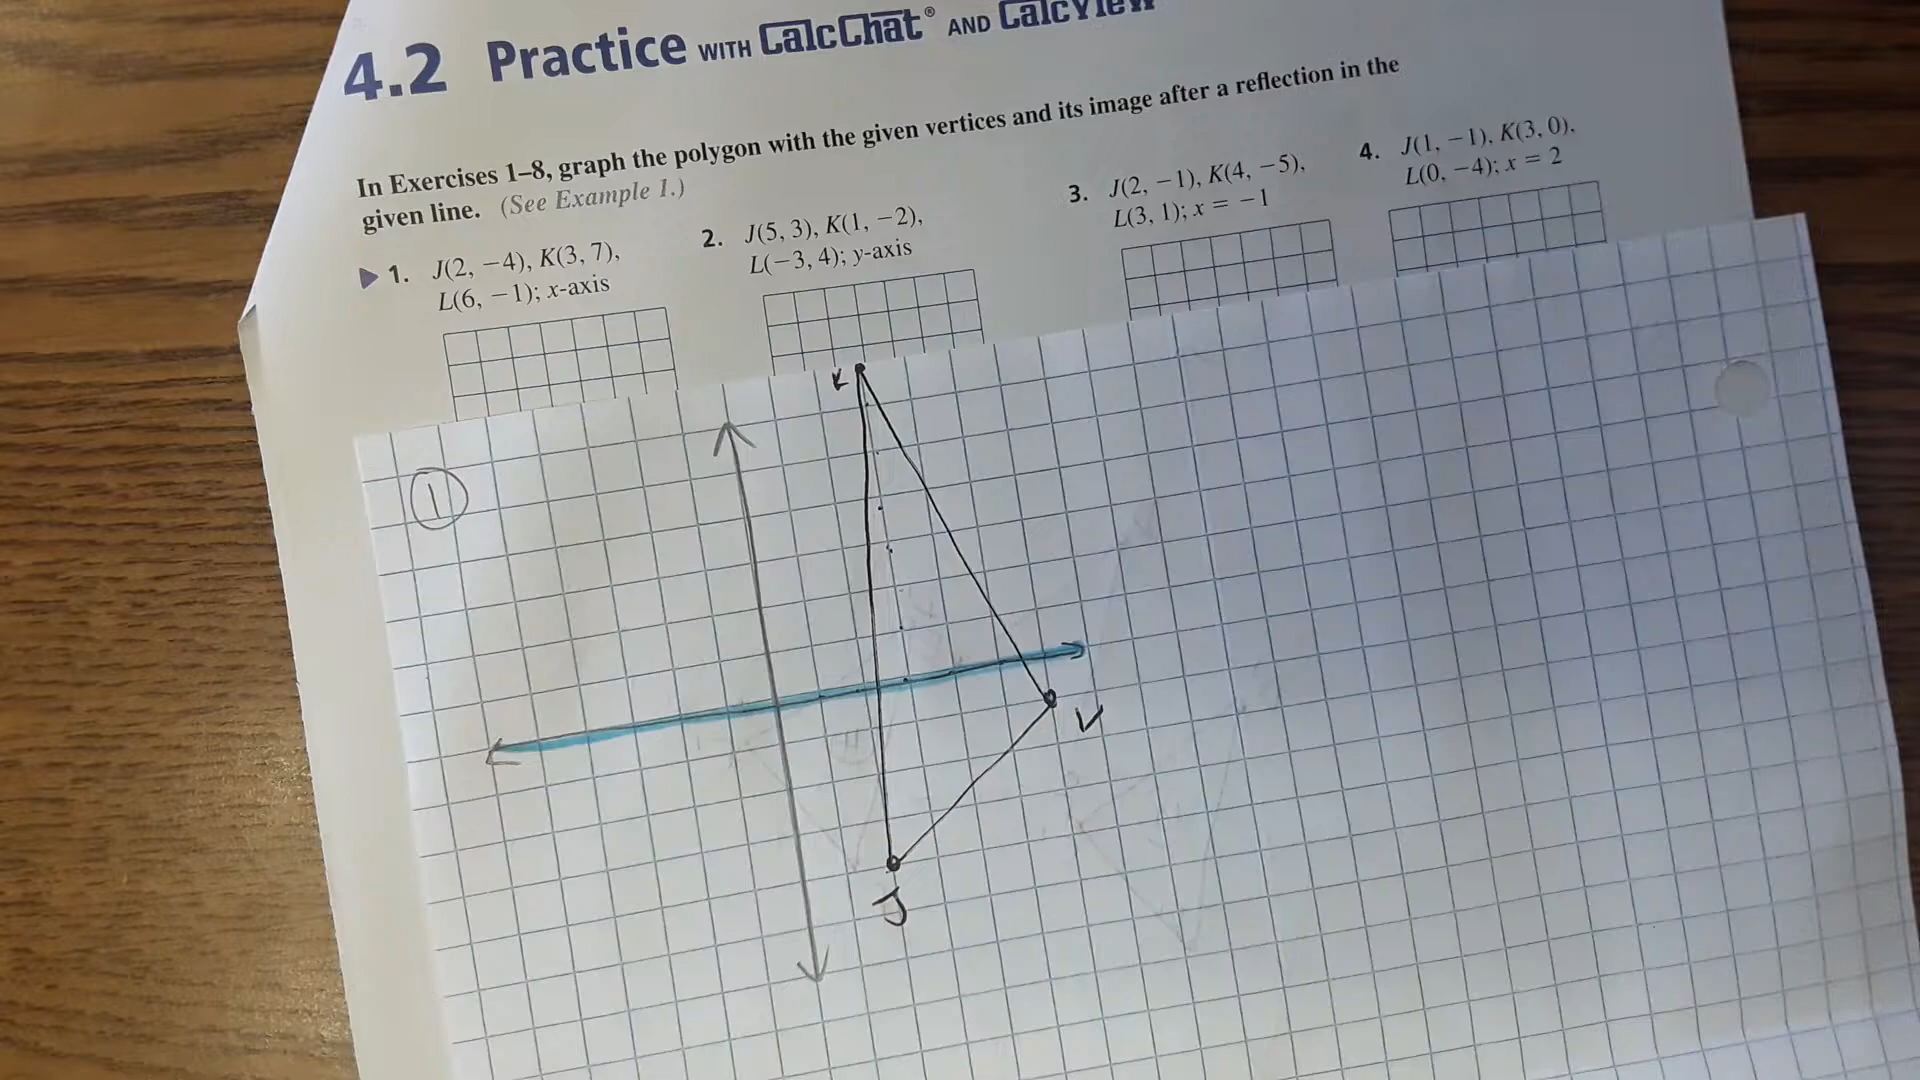 4.2 Practice WITH CalcChat® AND CalcView
In Exercises 1–8, graph the polygon with the given vertices and its image after a reflection in the
given line. (See Example 1.)
1. J(2, −4), K(3, 7),
L(6, −1); x-axis
2. J(5, 3), K(1, −2),
L(−3, 4); y-axis
3. J(2, −1), K(4, −5),
L(3, 1); x = −1
4. J(1, −1), K(3, 0),
L(0, −4); x = 2
1
K
L
J